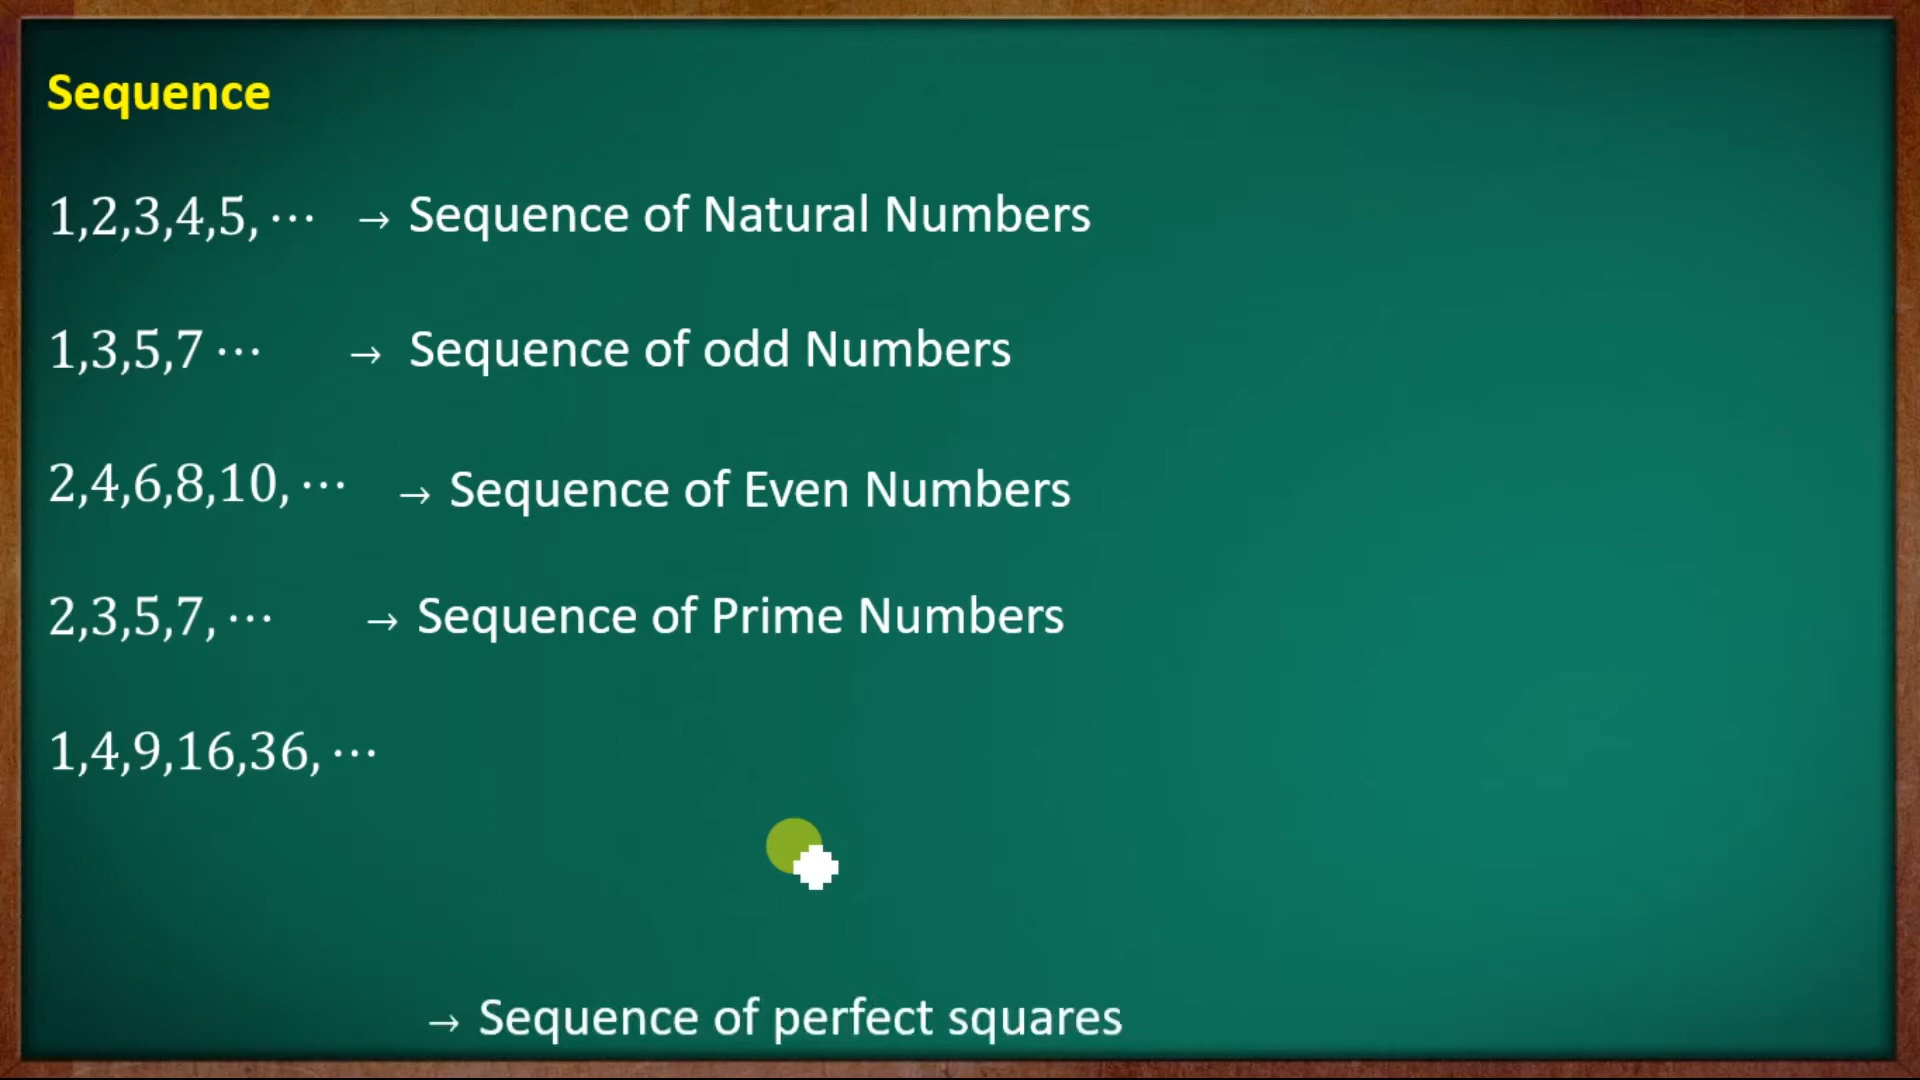 Sequence
1,2,3,4,5, ⋯ → Sequence of Natural Numbers
1,3,5,7 ⋯ → Sequence of odd Numbers
2,4,6,8,10, ⋯ → Sequence of Even Numbers
2,3,5,7, ⋯ → Sequence of Prime Numbers
1,4,9,16,36, ⋯
→ Sequence of perfect squares